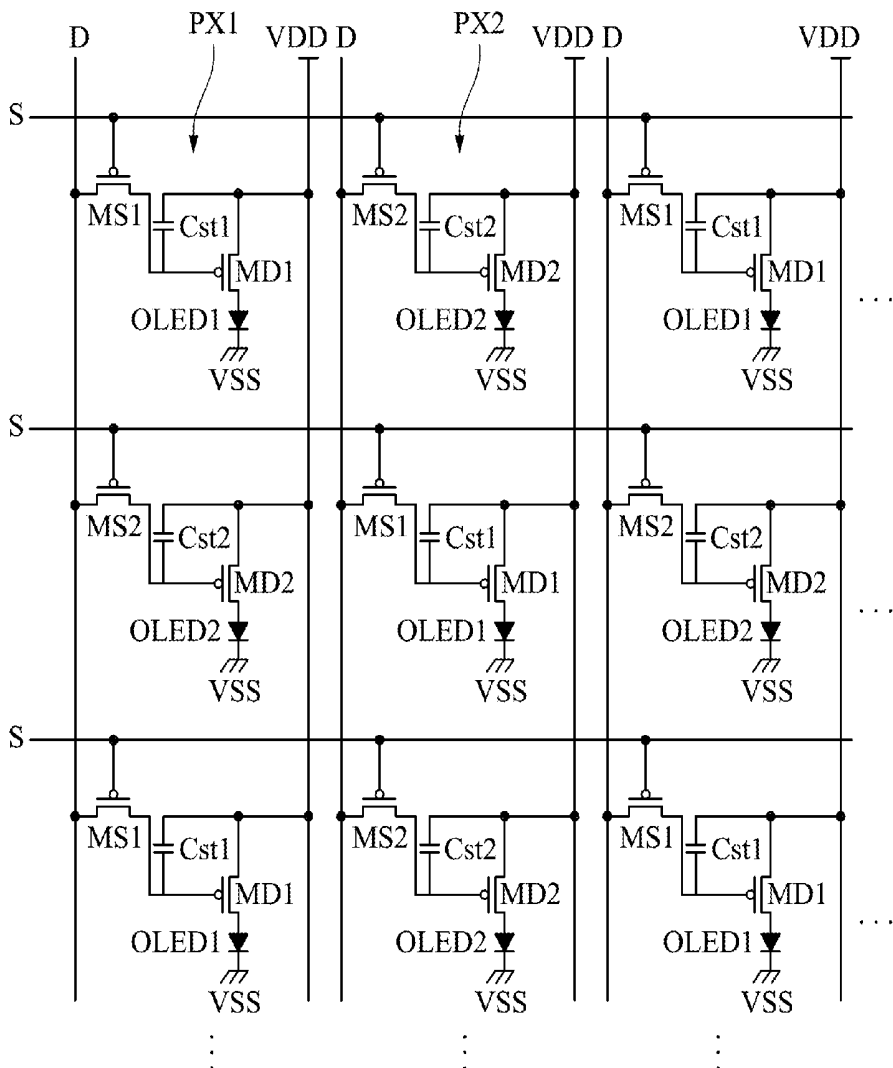 D PX1 VDD D PX2 VDD D VDD
S
MS1 Cst1 MS2 Cst2 MS1 Cst1
MD1 MD2 MD1
OLED1 OLED2 OLED1
VSS VSS VSS
S
MS2 Cst2 MS1 Cst1 MS2 Cst2
MD2 MD1 MD2
OLED2 OLED1 OLED2
VSS VSS VSS
S
MS1 Cst1 MS2 Cst2 MS1 Cst1
MD1 MD2 MD1
OLED1 OLED2 OLED1
VSS VSS VSS